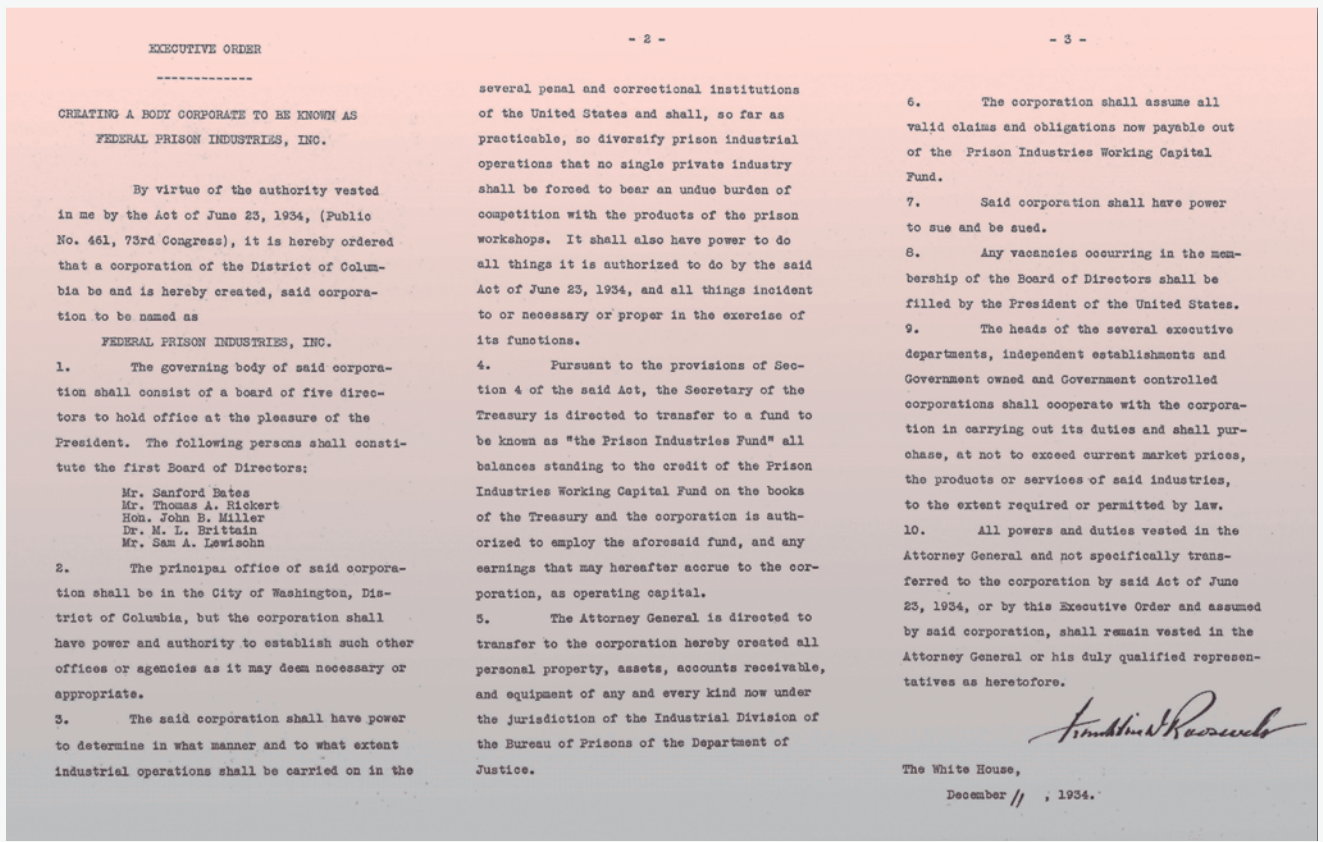 EXECUTIVE ORDER
-------------
CREATING A BODY CORPORATE TO BE KNOWN AS
FEDERAL PRISON INDUSTRIES, INC.
By virtue of the authority vested
in me by the Act of June 23, 1934, (Public
No. 461, 73rd Congress), it is hereby ordered
that a corporation of the District of Colum-
bia be and is hereby created, said corpora-
tion to be named as
FEDERAL PRISON INDUSTRIES, INC.
1. The governing body of said corpora-
tion shall consist of a board of five direc-
tors to hold office at the pleasure of the
President. The following persons shall consti-
tute the first Board of Directors:
Mr. Sanford Bates
Mr. Thomas A. Rickert
Hon. John B. Miller
Dr. M. L. Brittain
Mr. Sam A. Lewisohn
2. The principal office of said corpora-
tion shall be in the City of Washington, Dis-
trict of Columbia, but the corporation shall
have power and authority to establish such other
offices or agencies as it may deem necessary or
appropriate.
3. The said corporation shall have power
to determine in what manner and to what extent
industrial operations shall be carried on in the
- 2 -
several penal and correctional institutions
of the United States and shall, so far as
practicable, so diversify prison industrial
operations that no single private industry
shall be forced to bear an undue burden of
competition with the products of the prison
workshops. It shall also have power to do
all things it is authorized to do by the said
Act of June 23, 1934, and all things incident
to or necessary or proper in the exercise of
its functions.
4. Pursuant to the provisions of Sec-
tion 4 of the said Act, the Secretary of the
Treasury is directed to transfer to a fund to
be known as "the Prison Industries Fund" all
balances standing to the credit of the Prison
Industries Working Capital Fund on the books
of the Treasury and the corporation is auth-
orized to employ the aforesaid fund, and any
earnings that may hereafter accrue to the cor-
poration, as operating capital.
5. The Attorney General is directed to
transfer to the corporation hereby created all
personal property, assets, accounts receivable,
and equipment of any and every kind now under
the jurisdiction of the Industrial Division of
the Bureau of Prisons of the Department of
Justice.
- 3 -
6. The corporation shall assume all
valid claims and obligations now payable out
of the Prison Industries Working Capital
Fund.
7. Said corporation shall have power
to sue and be sued.
8. Any vacancies occurring in the mem-
bership of the Board of Directors shall be
filled by the President of the United States.
9. The heads of the several executive
departments, independent establishments and
Government owned and Government controlled
corporations shall cooperate with the corpora-
tion in carrying out its duties and shall pur-
chase, at not to exceed current market prices,
the products or services of said industries,
to the extent required or permitted by law.
10. All powers and duties vested in the
Attorney General and not specifically trans-
ferred to the corporation by said Act of June
23, 1934, or by this Executive Order and assumed
by said corporation, shall remain vested in the
Attorney General or his duly qualified represen-
tatives as heretofore.
Franklin D Roosevelt
The White House,
December 11 , 1934.